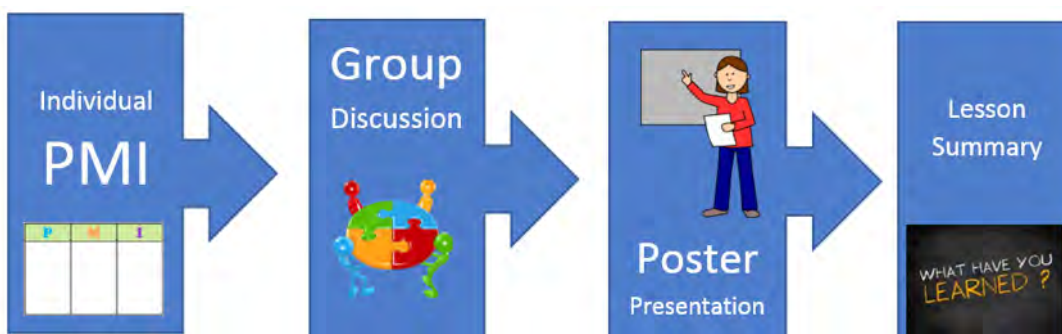 Individual
PMI
P M I
Group
Discussion
Poster
Presentation
Lesson
Summary
WHAT HAVE YOU
LEARNED ?